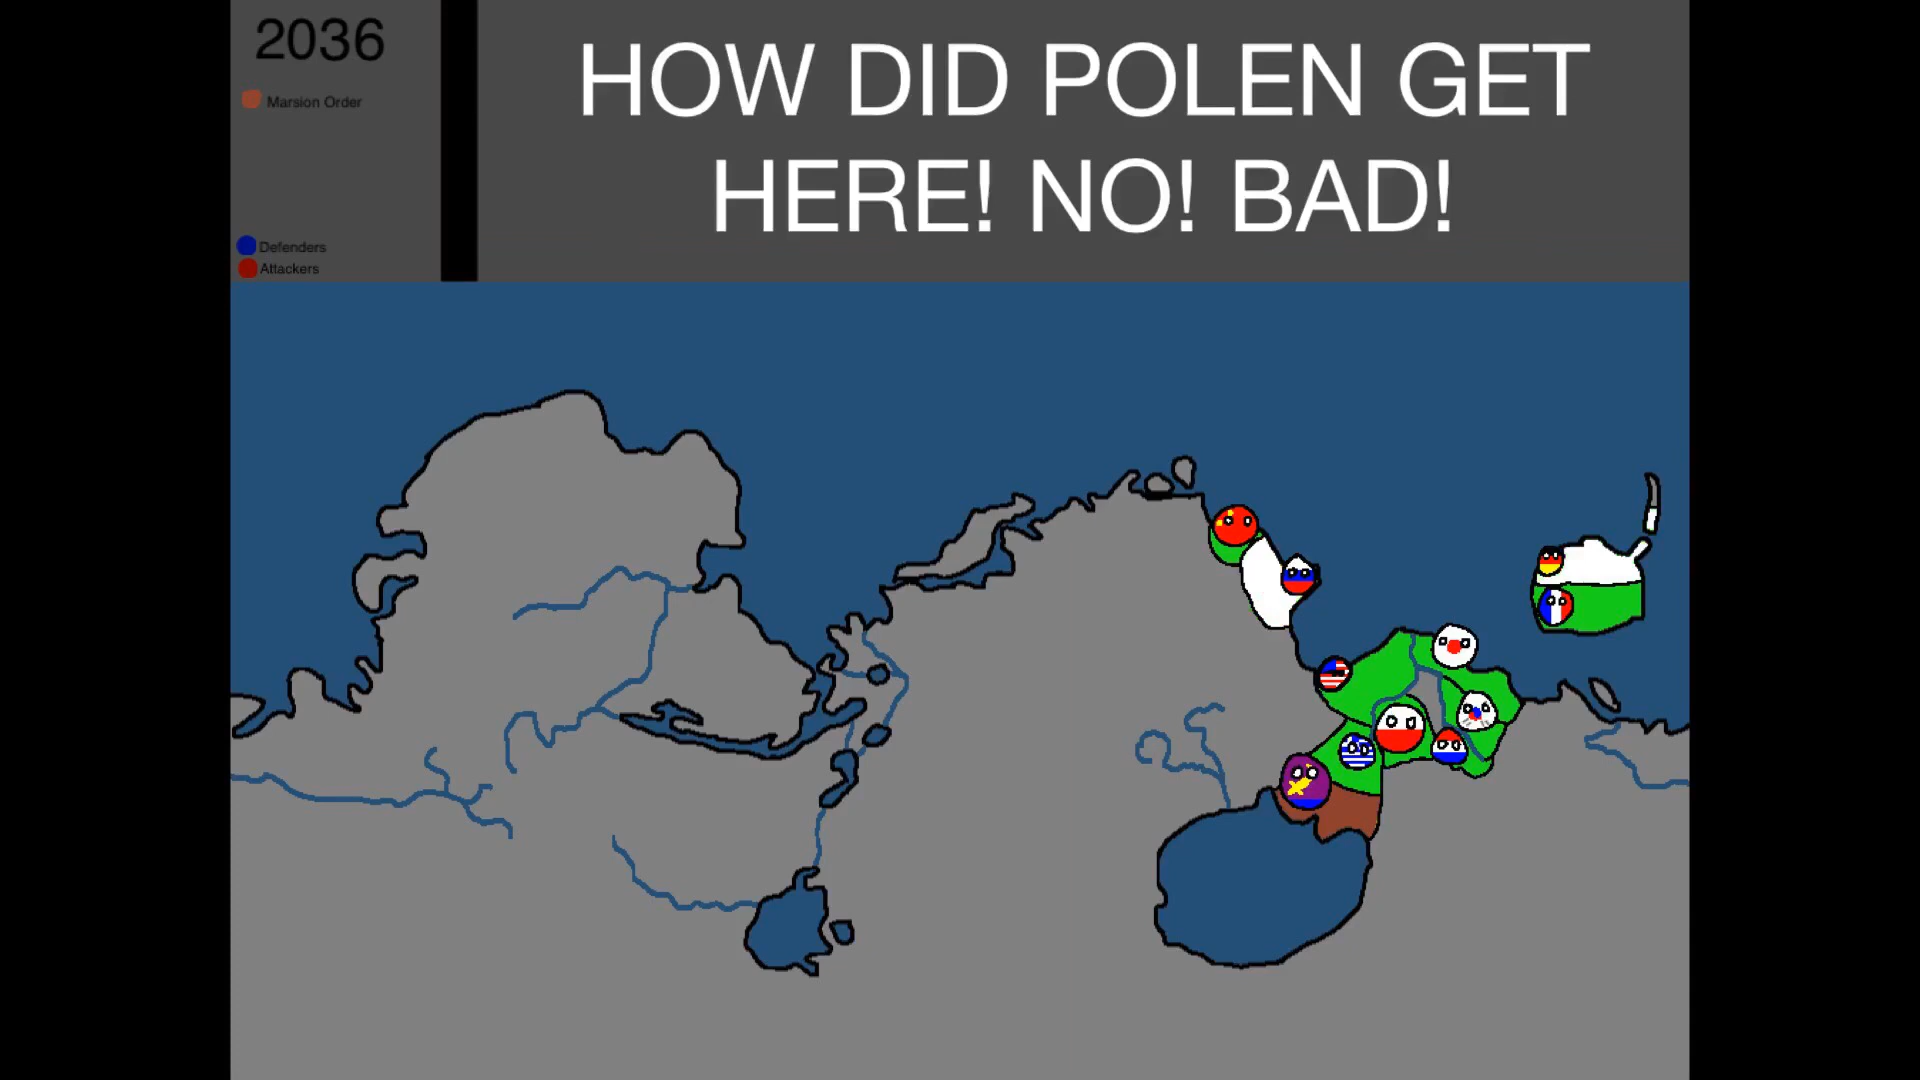 2036
Marsion Order
Defenders
Attackers
HOW DID POLEN GET
HERE! NO! BAD!